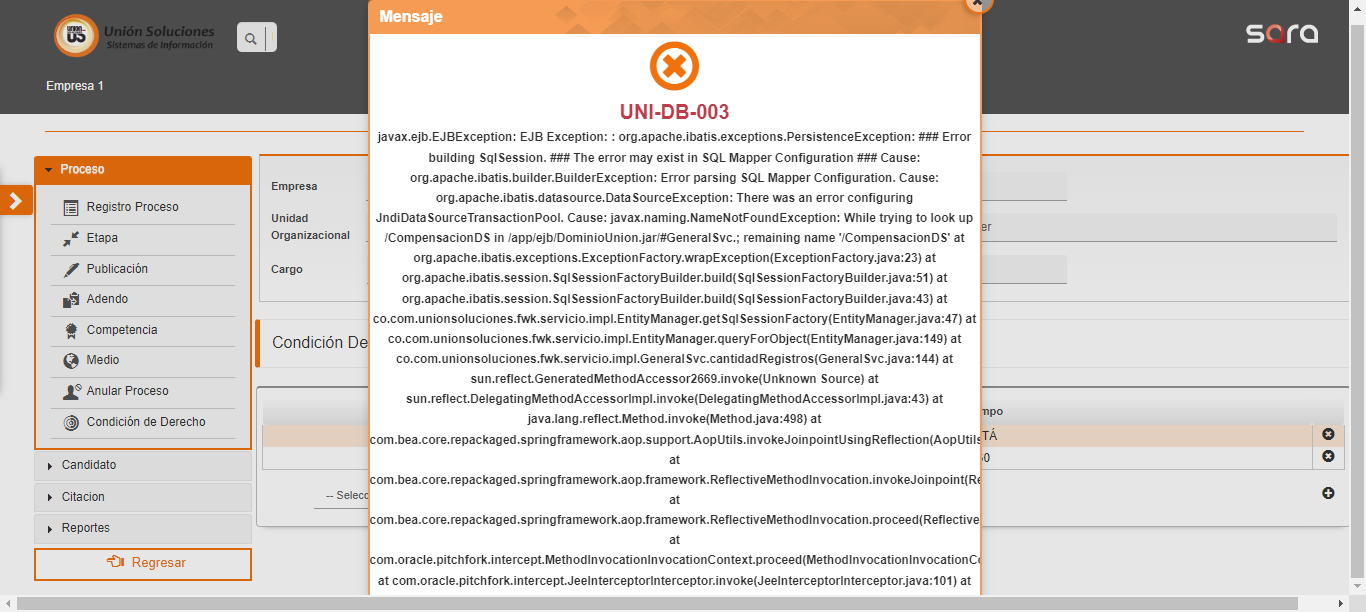 UNION
US
Unión Soluciones
Sistemas de Información
sara
Empresa 1
Proceso
Registro Proceso
Etapa
Publicación
Adendo
Competencia
Medio
Anular Proceso
Condición de Derecho
Candidato
Citacion
Reportes
Regresar
Empresa
Unidad
Organizacional
er
Cargo
Condición De
mpo
TÁ
-- Selecc
Mensaje
UNI-DB-003
javax.ejb.EJBException: EJB Exception: : org.apache.ibatis.exceptions.PersistenceException: ### Error
building SqlSession. ### The error may exist in SQL Mapper Configuration ### Cause:
org.apache.ibatis.builder.BuilderException: Error parsing SQL Mapper Configuration. Cause:
org.apache.ibatis.datasource.DataSourceException: There was an error configuring
JndiDataSourceTransactionPool. Cause: javax.naming.NameNotFoundException: While trying to look up
/CompensacionDS in /app/ejb/DominioUnion.jar/#GeneralSvc.; remaining name '/CompensacionDS' at
org.apache.ibatis.exceptions.ExceptionFactory.wrapException(ExceptionFactory.java:23) at
org.apache.ibatis.session.SqlSessionFactoryBuilder.build(SqlSessionFactoryBuilder.java:51) at
org.apache.ibatis.session.SqlSessionFactoryBuilder.build(SqlSessionFactoryBuilder.java:43) at
co.com.unionsoluciones.fwk.servicio.impl.EntityManager.getSqlSessionFactory(EntityManager.java:47) at
co.com.unionsoluciones.fwk.servicio.impl.EntityManager.queryForObject(EntityManager.java:149) at
co.com.unionsoluciones.fwk.servicio.impl.GeneralSvc.cantidadRegistros(GeneralSvc.java:144) at
sun.reflect.GeneratedMethodAccessor2669.invoke(Unknown Source) at
sun.reflect.DelegatingMethodAccessorImpl.invoke(DelegatingMethodAccessorImpl.java:43) at
java.lang.reflect.Method.invoke(Method.java:498) at
com.bea.core.repackaged.springframework.aop.support.AopUtils.invokeJoinpointUsingReflection(AopUtils
at
com.bea.core.repackaged.springframework.aop.framework.ReflectiveMethodInvocation.invokeJoinpoint(Re
at
com.bea.core.repackaged.springframework.aop.framework.ReflectiveMethodInvocation.proceed(Reflective
at
com.oracle.pitchfork.intercept.MethodInvocationInvocationContext.proceed(MethodInvocationInvocationCo
at com.oracle.pitchfork.intercept.JeeInterceptorInterceptor.invoke(JeeInterceptorInterceptor.java:101) at